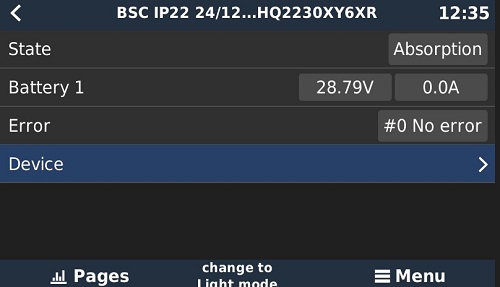 BSC IP22 24/12...HQ2230XY6XR 12:35
State Absorption
Battery 1 28.79V 0.0A
Error #0 No error
Device
Pages change to Light mode Menu